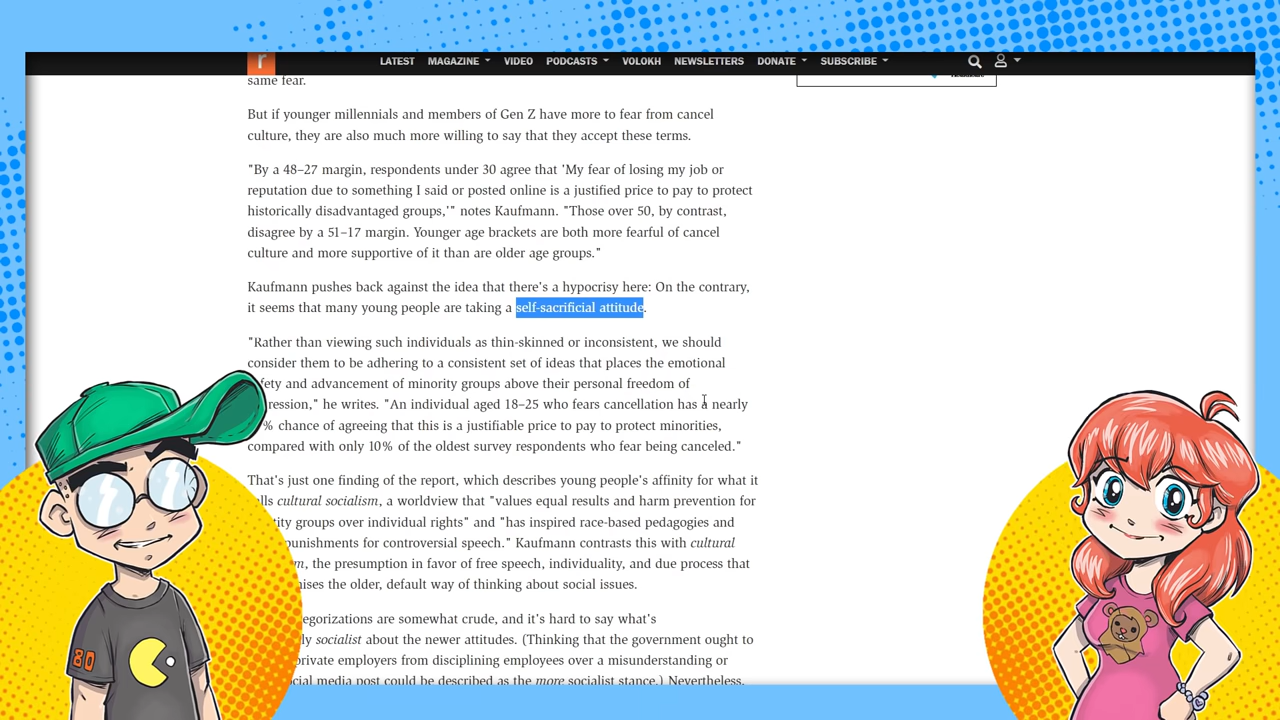 r LATEST MAGAZINE VIDEO PODCASTS VOLOKH NEWSLETTERS DONATE SUBSCRIBE
same fear.
But if younger millennials and members of Gen Z have more to fear from cancel
culture, they are also much more willing to say that they accept these terms.
"By a 48–27 margin, respondents under 30 agree that 'My fear of losing my job or
reputation due to something I said or posted online is a justified price to pay to protect
historically disadvantaged groups,'" notes Kaufmann. "Those over 50, by contrast,
disagree by a 51–17 margin. Younger age brackets are both more fearful of cancel
culture and more supportive of it than are older age groups."
Kaufmann pushes back against the idea that there's a hypocrisy here: On the contrary,
it seems that many young people are taking a self-sacrificial attitude.
"Rather than viewing such individuals as thin-skinned or inconsistent, we should
consider them to be adhering to a consistent set of ideas that places the emotional
fety and advancement of minority groups above their personal freedom of
ression," he writes. "An individual aged 18–25 who fears cancellation has a nearly
% chance of agreeing that this is a justifiable price to pay to protect minorities,
compared with only 10% of the oldest survey respondents who fear being canceled."
That's just one finding of the report, which describes young people's affinity for what it
lls cultural socialism, a worldview that "values equal results and harm prevention for
tity groups over individual rights" and "has inspired race-based pedagogies and
punishments for controversial speech." Kaufmann contrasts this with cultural
m, the presumption in favor of free speech, individuality, and due process that
ises the older, default way of thinking about social issues.
egorizations are somewhat crude, and it's hard to say what's
ly socialist about the newer attitudes. (Thinking that the government ought to
private employers from disciplining employees over a misunderstanding or
cial media post could be described as the more socialist stance.) Nevertheless,
80